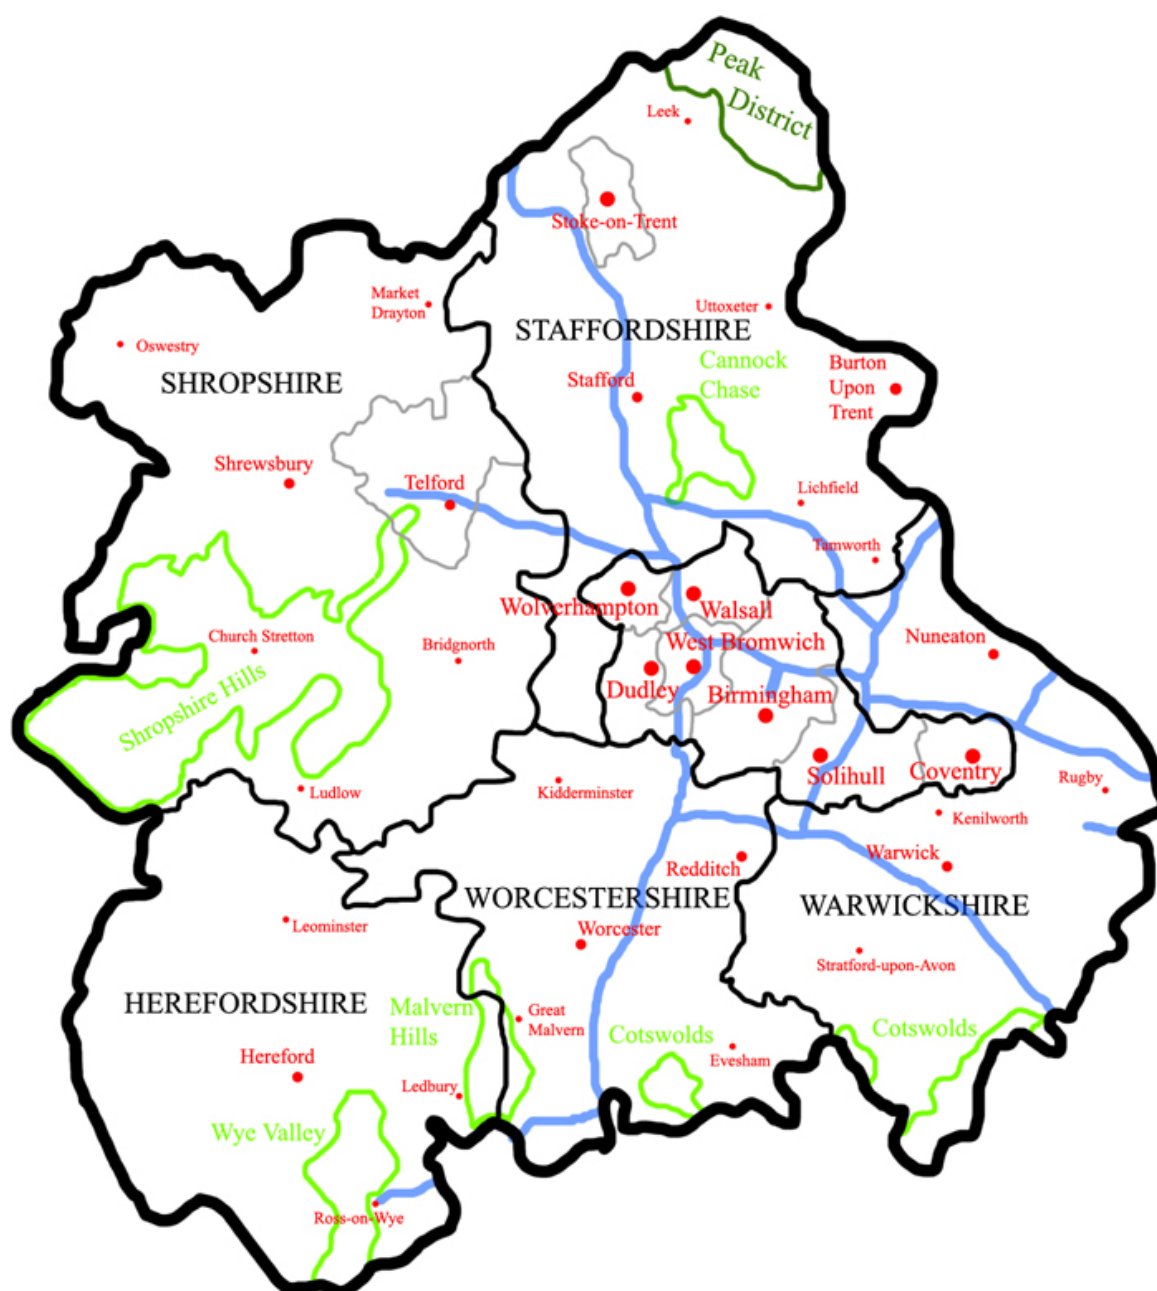 Peak
District
Leek
Stoke-on-Trent
Market
Drayton
Uttoxeter
STAFFORDSHIRE
Oswestry
SHROPSHIRE
Cannock
Chase
Burton
Upon
Trent
Stafford
Shrewsbury
Telford
Lichfield
Tamworth
Wolverhampton
Walsall
Church Stretton
Bridgnorth
West Bromwich
Nuneaton
Shropshire Hills
Dudley
Birmingham
Ludlow
Kidderminster
Solihull
Coventry
Rugby
Kenilworth
Warwick
Redditch
WORCESTERSHIRE
WARWICKSHIRE
Leominster
Worcester
Stratford-upon-Avon
HEREFORDSHIRE
Malvern
Hills
Great
Malvern
Cotswolds
Cotswolds
Hereford
Evesham
Ledbury
Wye Valley
Ross-on-Wye